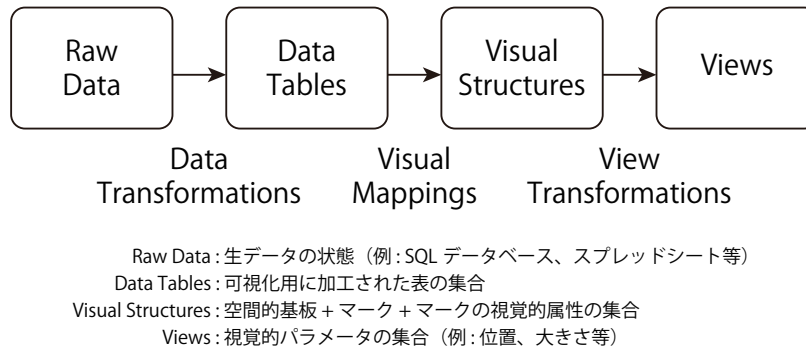 Raw
Data
Data
Tables
Visual
Structures
Views
Data
Transformations
Visual
Mappings
View
Transformations
Raw Data : 生データの状態（例 : SQL データベース、スプレッドシート等）
Data Tables : 可視化用に加工された表の集合
Visual Structures : 空間的基板 + マーク + マークの視覚的属性の集合
Views : 視覚的パラメータの集合（例 : 位置、大きさ等）